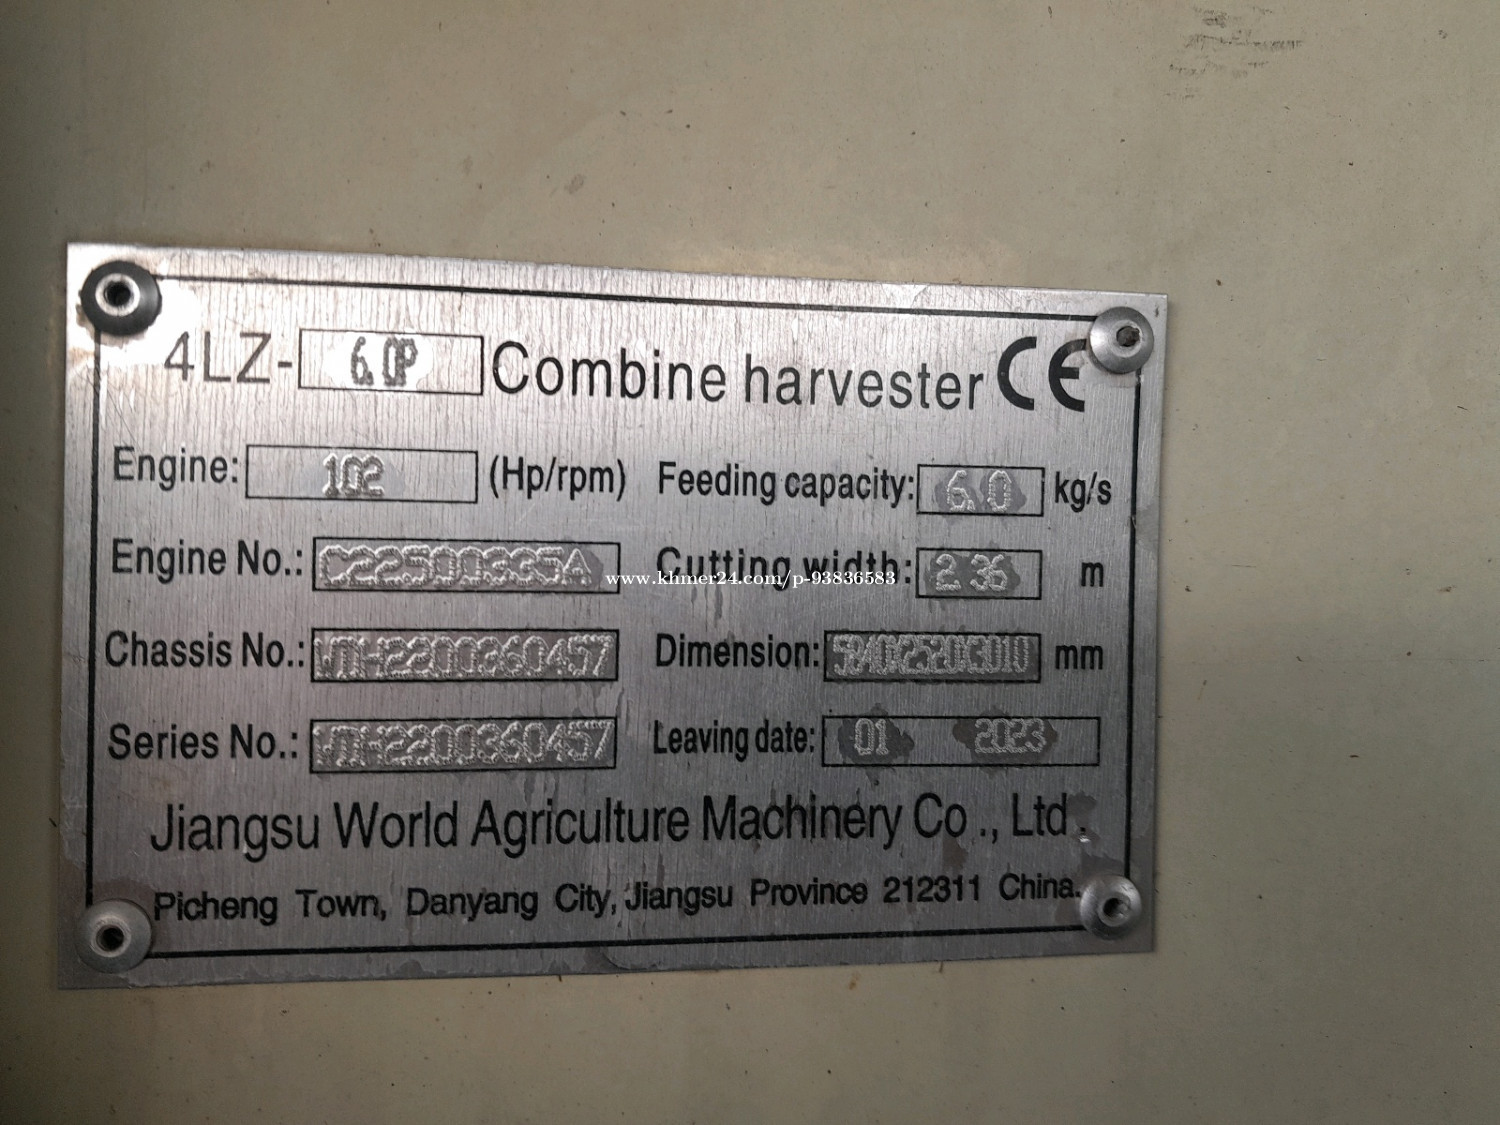 4LZ- 6.0P Combine harvester CE
Engine: 102 (Hp/rpm) Feeding capacity: 6.0 kg/s
Engine No.: C22500335A Cutting width: 2.36 m
www.khmer24.com/p-93836583
Chassis No.: WTH2200360457 Dimension: mm
Series No.: WTH2200360457 Leaving date: 01 2023
Jiangsu World Agriculture Machinery Co., Ltd.
Picheng Town, Danyang City, Jiangsu Province 212311 China.